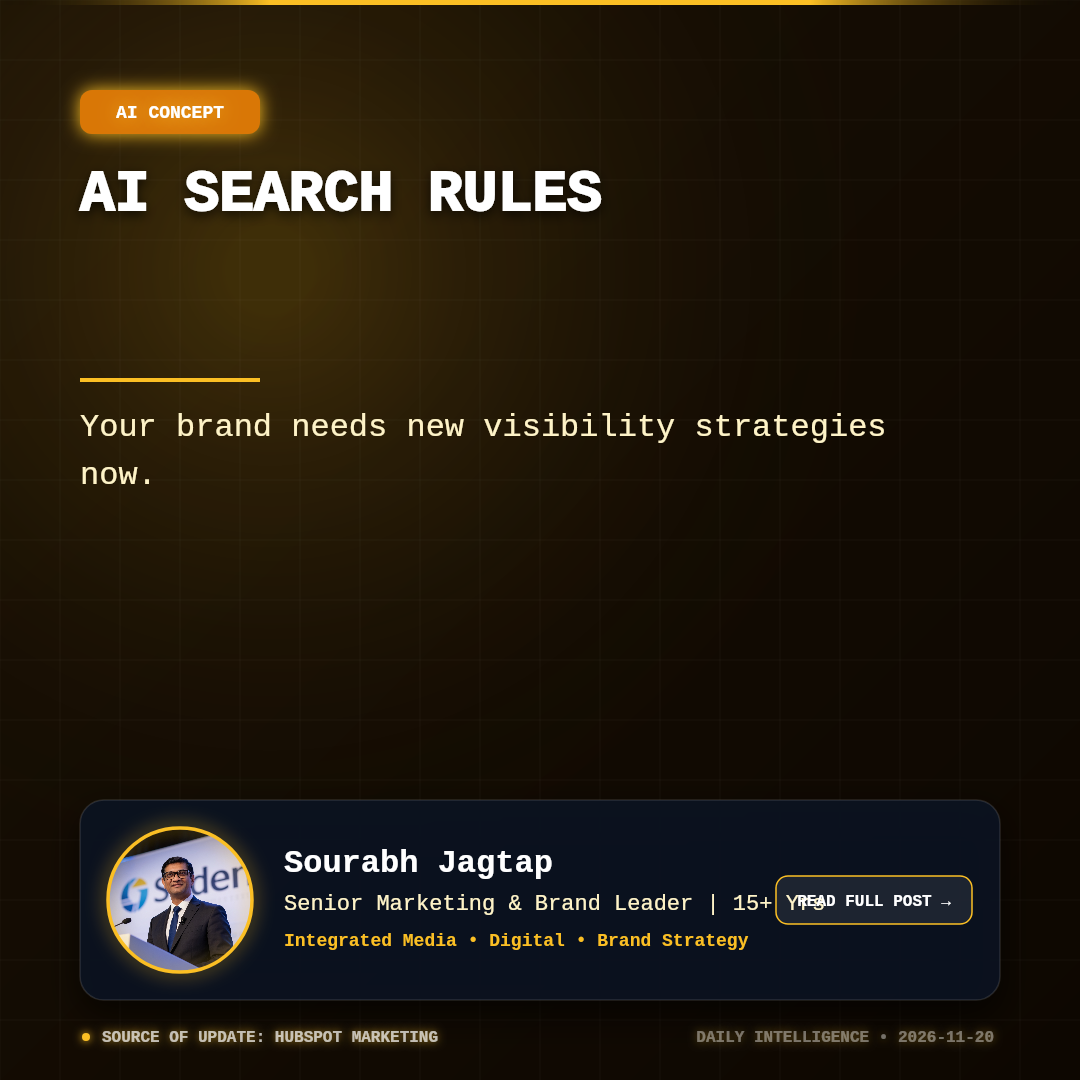 AI CONCEPT
AI SEARCH RULES
Your brand needs new visibility strategies
now.
Sourabh Jagtap
Senior Marketing & Brand Leader | 15+ Yrs
READ FULL POST →
Integrated Media • Digital • Brand Strategy
SOURCE OF UPDATE: HUBSPOT MARKETING
DAILY INTELLIGENCE • 2026-11-20